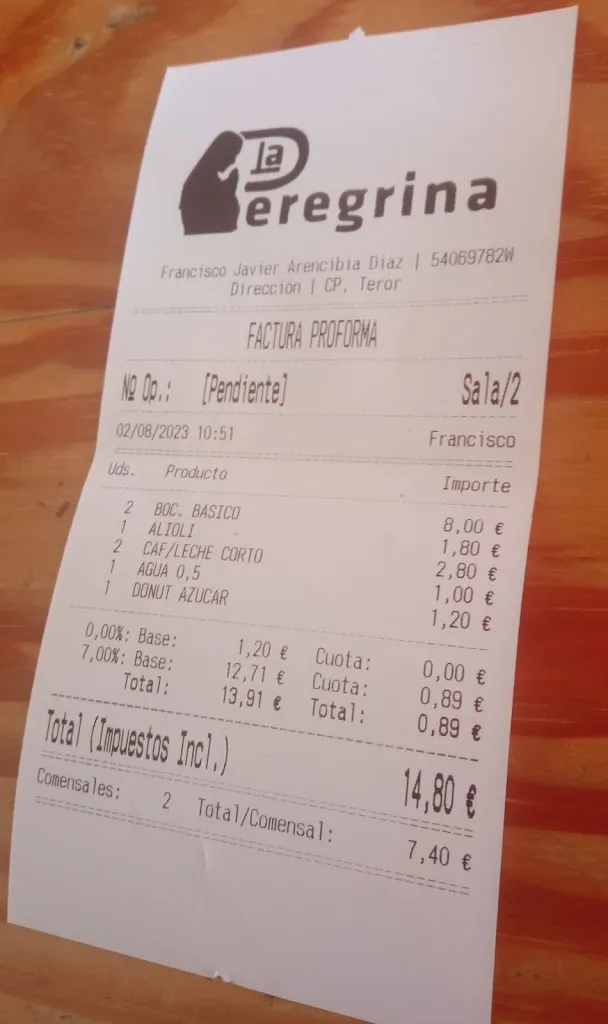 La Peregrina
Francisco Javier Arencibia Diaz | 54069782W
Dirección | CP, Teror
FACTURA PROFORMA
Nº Op.: [Pendiente] Sala/2
02/08/2023 10:51 Francisco
Uds. Producto Importe
2 BOC. BASICO 8,00 €
1 ALIOLI 1,80 €
2 CAF/LECHE CORTO 2,80 €
1 AGUA 0,5 1,00 €
1 DONUT AZUCAR 1,20 €
0,00%: Base: 1,20 € Cuota: 0,00 €
7,00%: Base: 12,71 € Cuota: 0,89 €
Total: 13,91 € Total: 0,89 €
Total (Impuestos Incl.) 14,80 €
Comensales: 2 Total/Comensal: 7,40 €